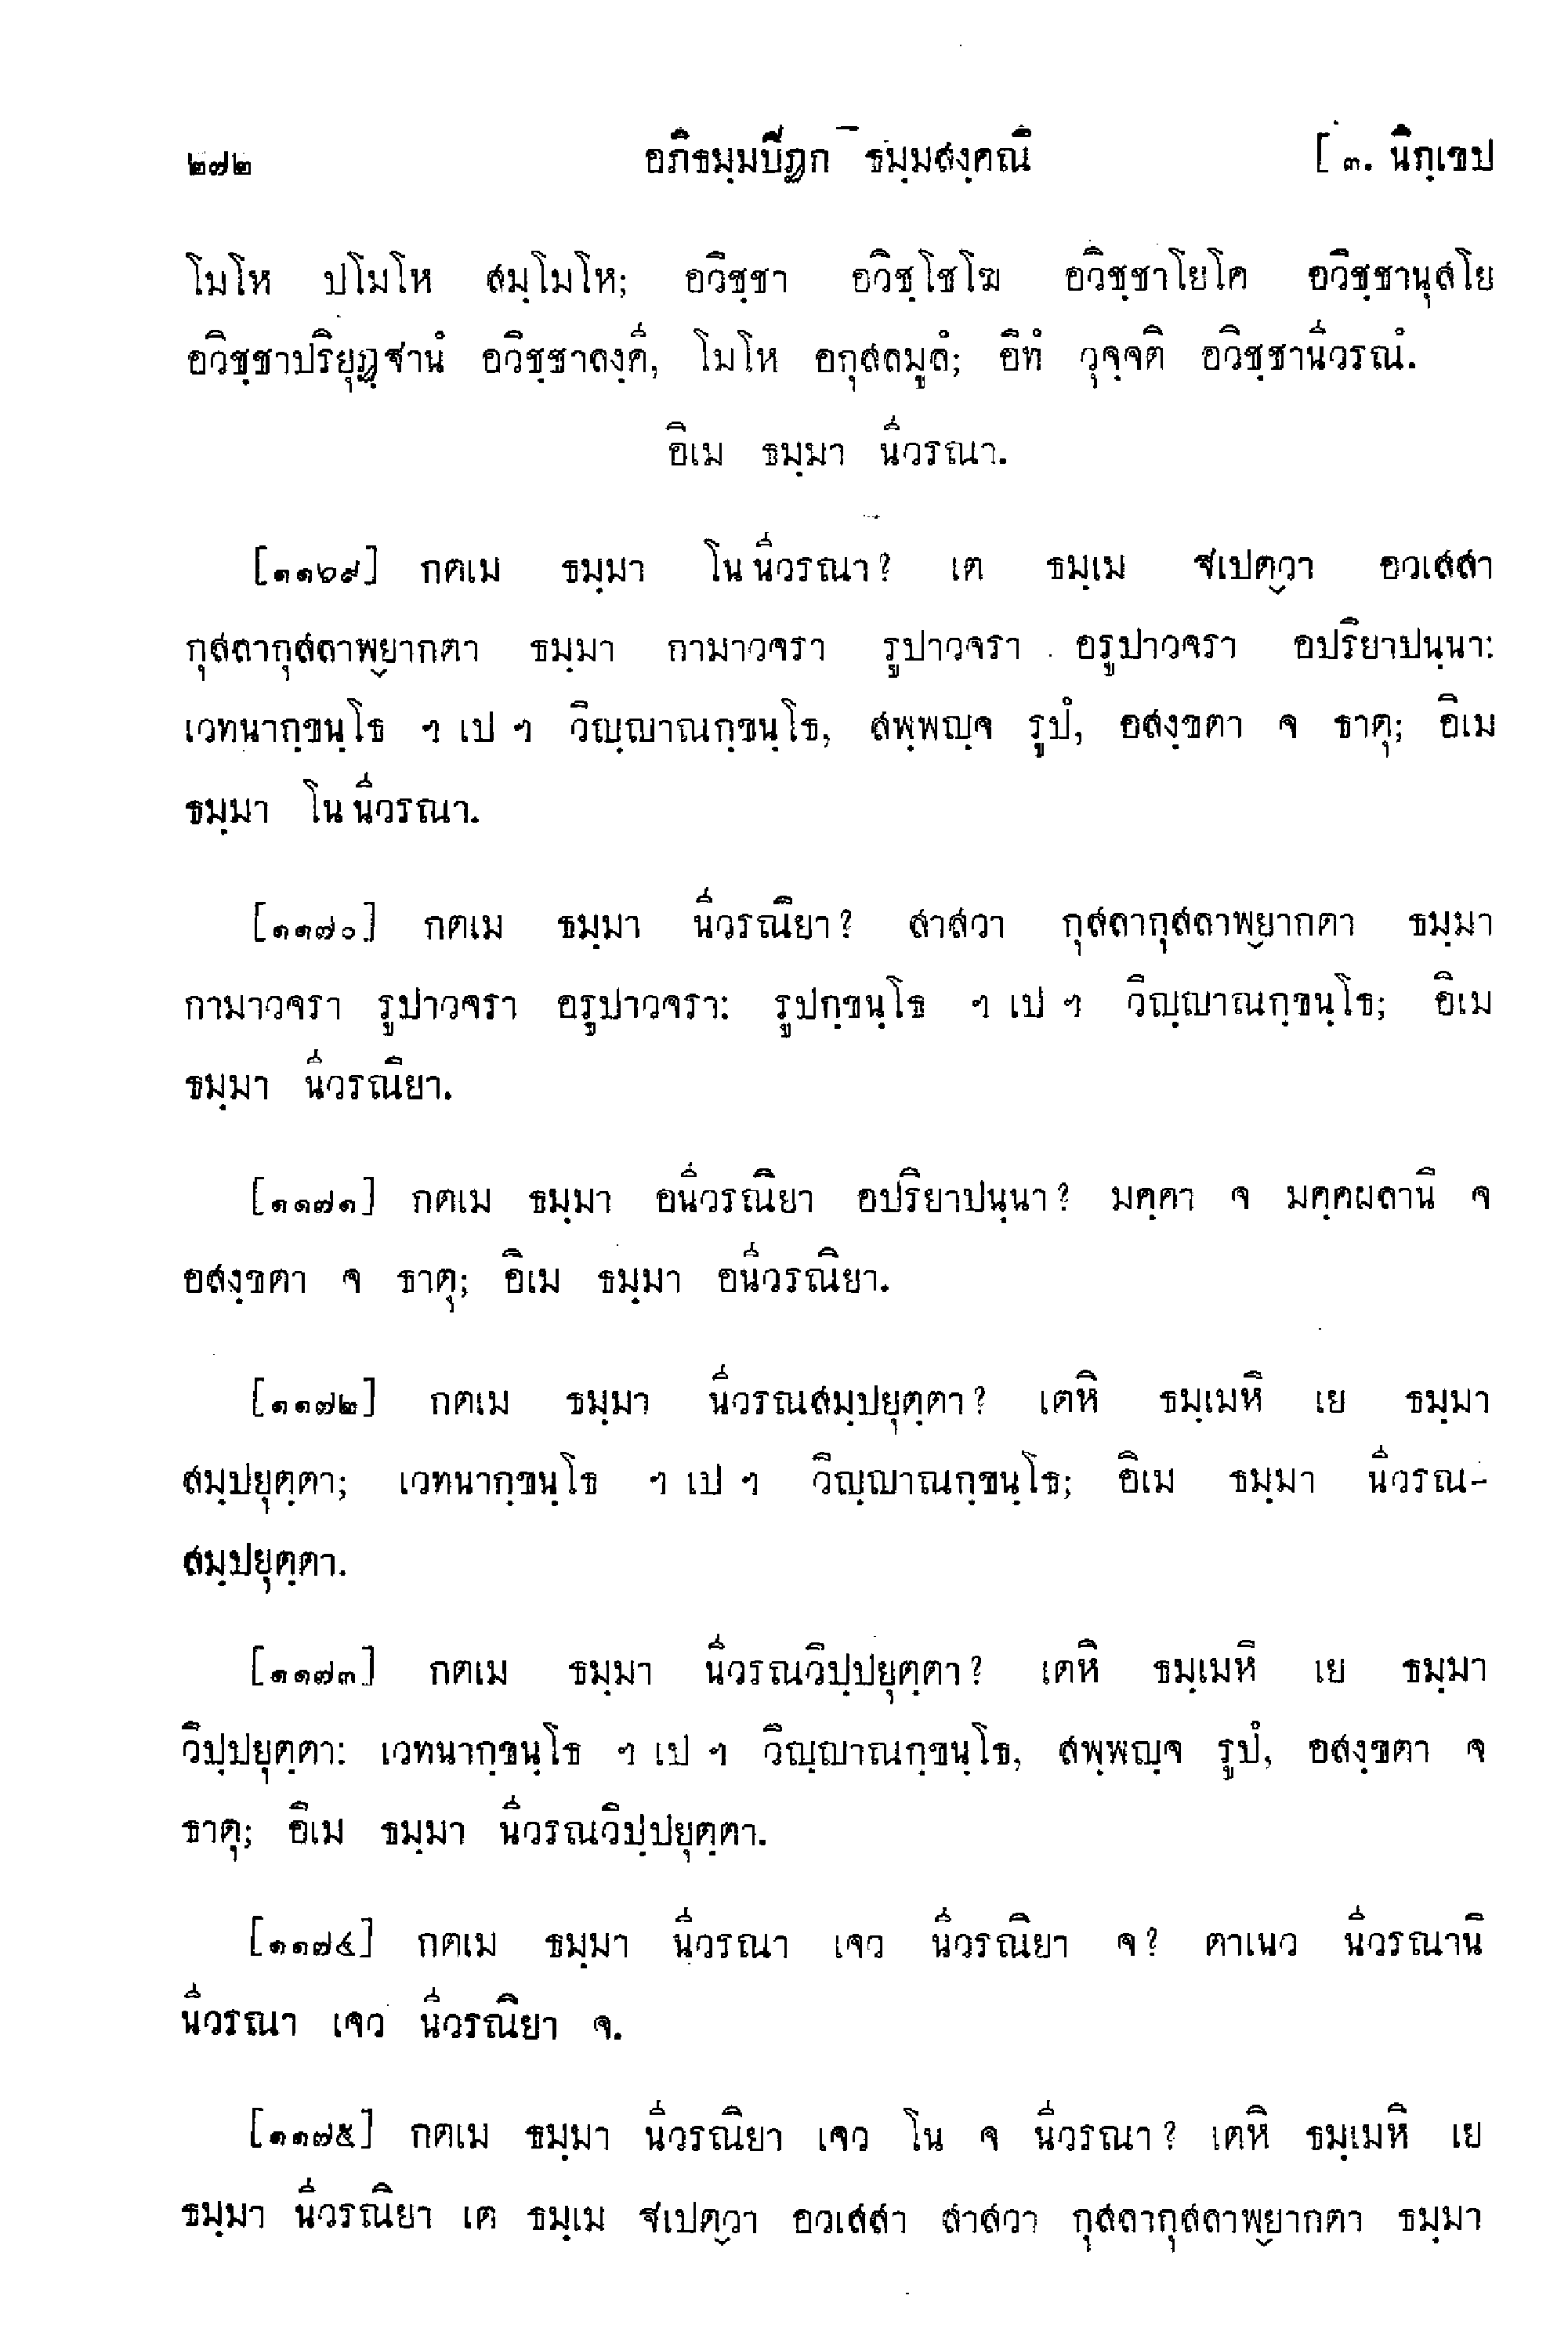 ๒๗๒ อภิธมฺมปิฏก ธมฺมสงฺคณิ [ ๓. นิกฺเขป
โมโห ปโมโห สมฺโมโห; อวิชฺชา อวิชฺโชโฆ อวิชฺชาโยโค อวิชฺชานุสโย
อวิชฺชาปริยุฏฺฐานํ อวิชฺชาลงฺคี, โมโห อกุสลมูลํ; อิทํ วุจฺจติ อวิชฺชานีวรณํ.
อิเม ธมฺมา นีวรณา.
[๑๑๖๙] กตเม ธมฺมา โน นีวรณา? เต ธมฺเม ฐเปตฺวา อวเสสา
กุสลากุสลาพฺยากตา ธมฺมา กามาวจรา รูปาวจรา อรูปาวจรา อปริยาปนฺนา:
เวทนากฺขนฺโธ ฯ เป ฯ วิญฺญาณกฺขนฺโธ, สพฺพญฺจ รูปํ, อสงฺขตา จ ธาตุ; อิเม
ธมฺมา โน นีวรณา.
[๑๑๗๐] กตเม ธมฺมา นีวรณิยา? สาสวา กุสลากุสลาพฺยากตา ธมฺมา
กามาวจรา รูปาวจรา อรูปาวจรา: รูปกฺขนฺโธ ฯ เป ฯ วิญฺญาณกฺขนฺโธ; อิเม
ธมฺมา นีวรณิยา.
[๑๑๗๑] กตเม ธมฺมา อนีวรณิยา อปริยาปนฺนา? มคฺคา จ มคฺคผลานิ จ
อสงฺขตา จ ธาตุ; อิเม ธมฺมา อนีวรณิยา.
[๑๑๗๒] กตเม ธมฺมา นีวรณสมฺปยุตฺตา? เตหิ ธมฺเมหิ เย ธมฺมา
สมฺปยุตฺตา; เวทนากฺขนฺโธ ฯ เป ฯ วิญฺญาณกฺขนฺโธ; อิเม ธมฺมา นีวรณ-
สมฺปยุตฺตา.
[๑๑๗๓] กตเม ธมฺมา นีวรณวิปฺปยุตฺตา? เตหิ ธมฺเมหิ เย ธมฺมา
วิปฺปยุตฺตา: เวทนากฺขนฺโธ ฯ เป ฯ วิญฺญาณกฺขนฺโธ, สพฺพญฺจ รูปํ, อสงฺขตา จ
ธาตุ; อิเม ธมฺมา นีวรณวิปฺปยุตฺตา.
[๑๑๗๔] กตเม ธมฺมา นีวรณา เจว นีวรณิยา จ? ตาเนว นีวรณานิ
นีวรณา เจว นีวรณิยา จ.
[๑๑๗๕] กตเม ธมฺมา นีวรณิยา เจว โน จ นีวรณา? เตหิ ธมฺเมหิ เย
ธมฺมา นีวรณิยา เต ธมฺเม ฐเปตฺวา อวเสสา สาสวา กุสลากุสลาพฺยากตา ธมฺมา